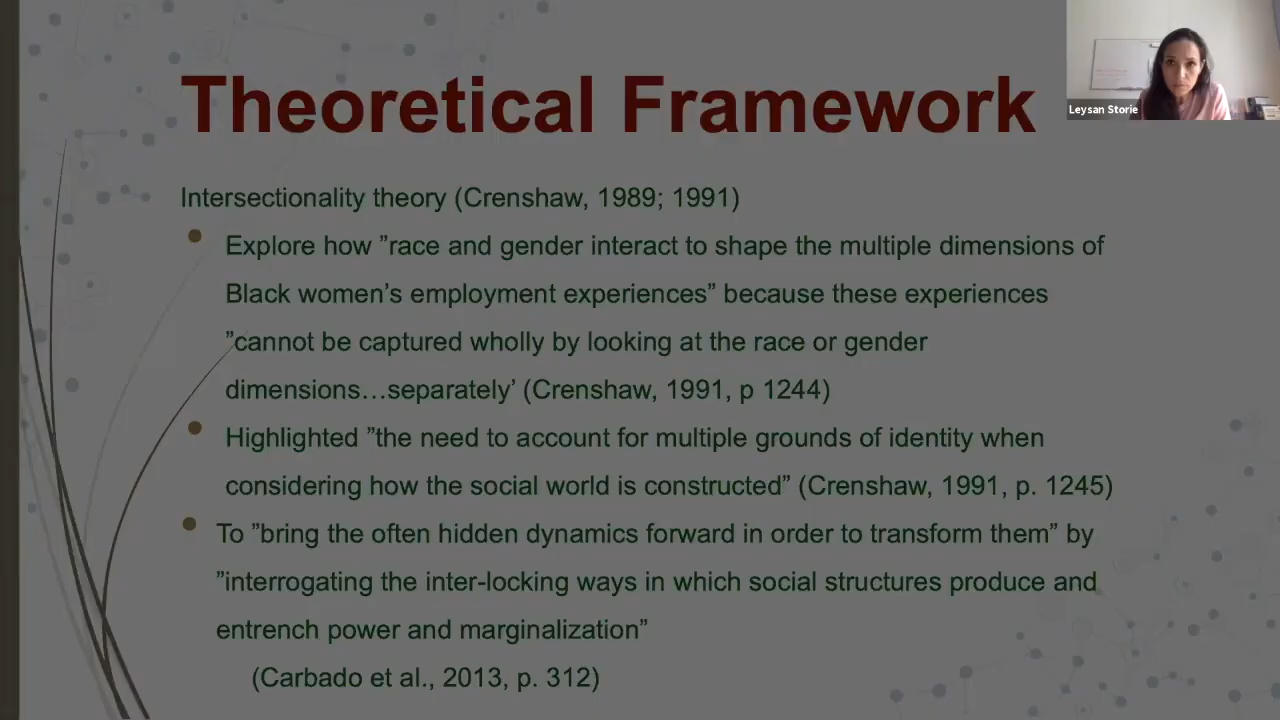 Theoretical Framework
Leysan Storie
Intersectionality theory (Crenshaw, 1989; 1991)
Explore how ”race and gender interact to shape the multiple dimensions of
Black women’s employment experiences” because these experiences
”cannot be captured wholly by looking at the race or gender
dimensions…separately’ (Crenshaw, 1991, p 1244)
Highlighted ”the need to account for multiple grounds of identity when
considering how the social world is constructed” (Crenshaw, 1991, p. 1245)
To ”bring the often hidden dynamics forward in order to transform them” by
”interrogating the inter-locking ways in which social structures produce and
entrench power and marginalization”
(Carbado et al., 2013, p. 312)